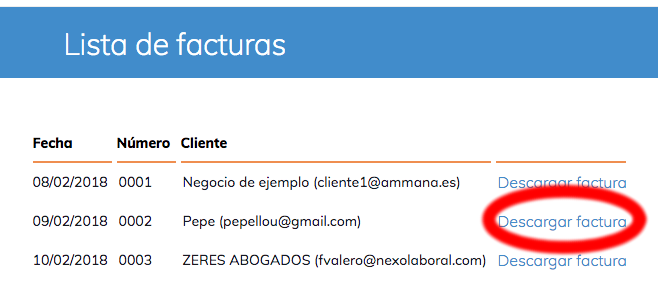 Lista de facturas
Fecha Número Cliente
08/02/2018 0001 Negocio de ejemplo (cliente1@ammana.es) Descargar factura
09/02/2018 0002 Pepe (pepellou@gmail.com) Descargar factura
10/02/2018 0003 ZERES ABOGADOS (fvalero@nexolaboral.com) Descargar factura